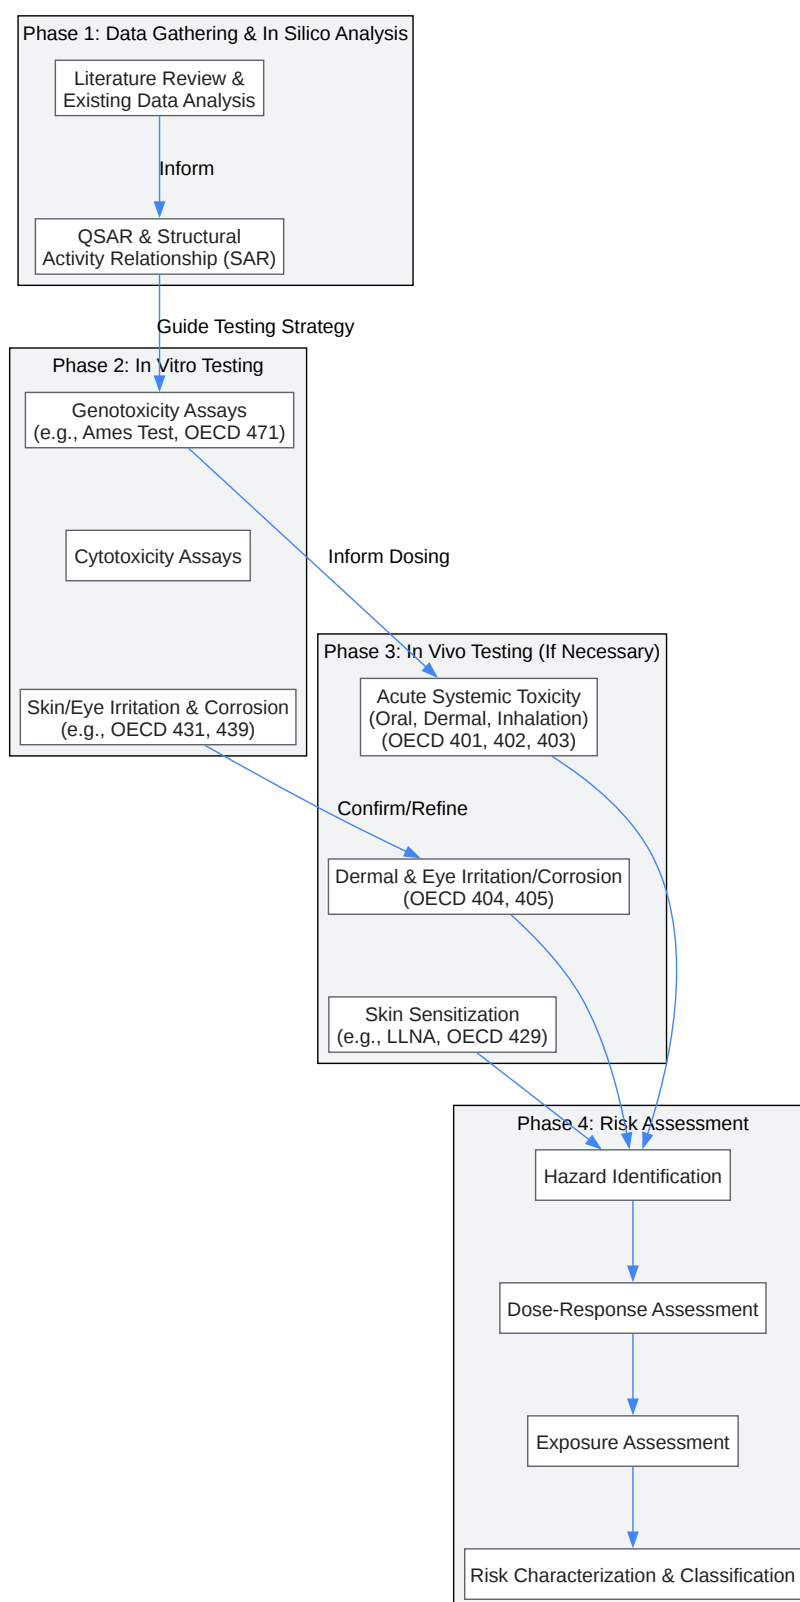 Phase 1: Data Gathering & In Silico Analysis
Literature Review &
Existing Data Analysis
Inform
QSAR & Structural
Activity Relationship (SAR)
Guide Testing Strategy
Phase 2: In Vitro Testing
Genotoxicity Assays
(e.g., Ames Test, OECD 471)
Cytotoxicity Assays
Inform Dosing
Skin/Eye Irritation & Corrosion
(e.g., OECD 431, 439)
Phase 3: In Vivo Testing (If Necessary)
Acute Systemic Toxicity
(Oral, Dermal, Inhalation)
(OECD 401, 402, 403)
Confirm/Refine
Dermal & Eye Irritation/Corrosion
(OECD 404, 405)
Skin Sensitization
(e.g., LLNA, OECD 429)
Phase 4: Risk Assessment
Hazard Identification
Dose-Response Assessment
Exposure Assessment
Risk Characterization & Classification